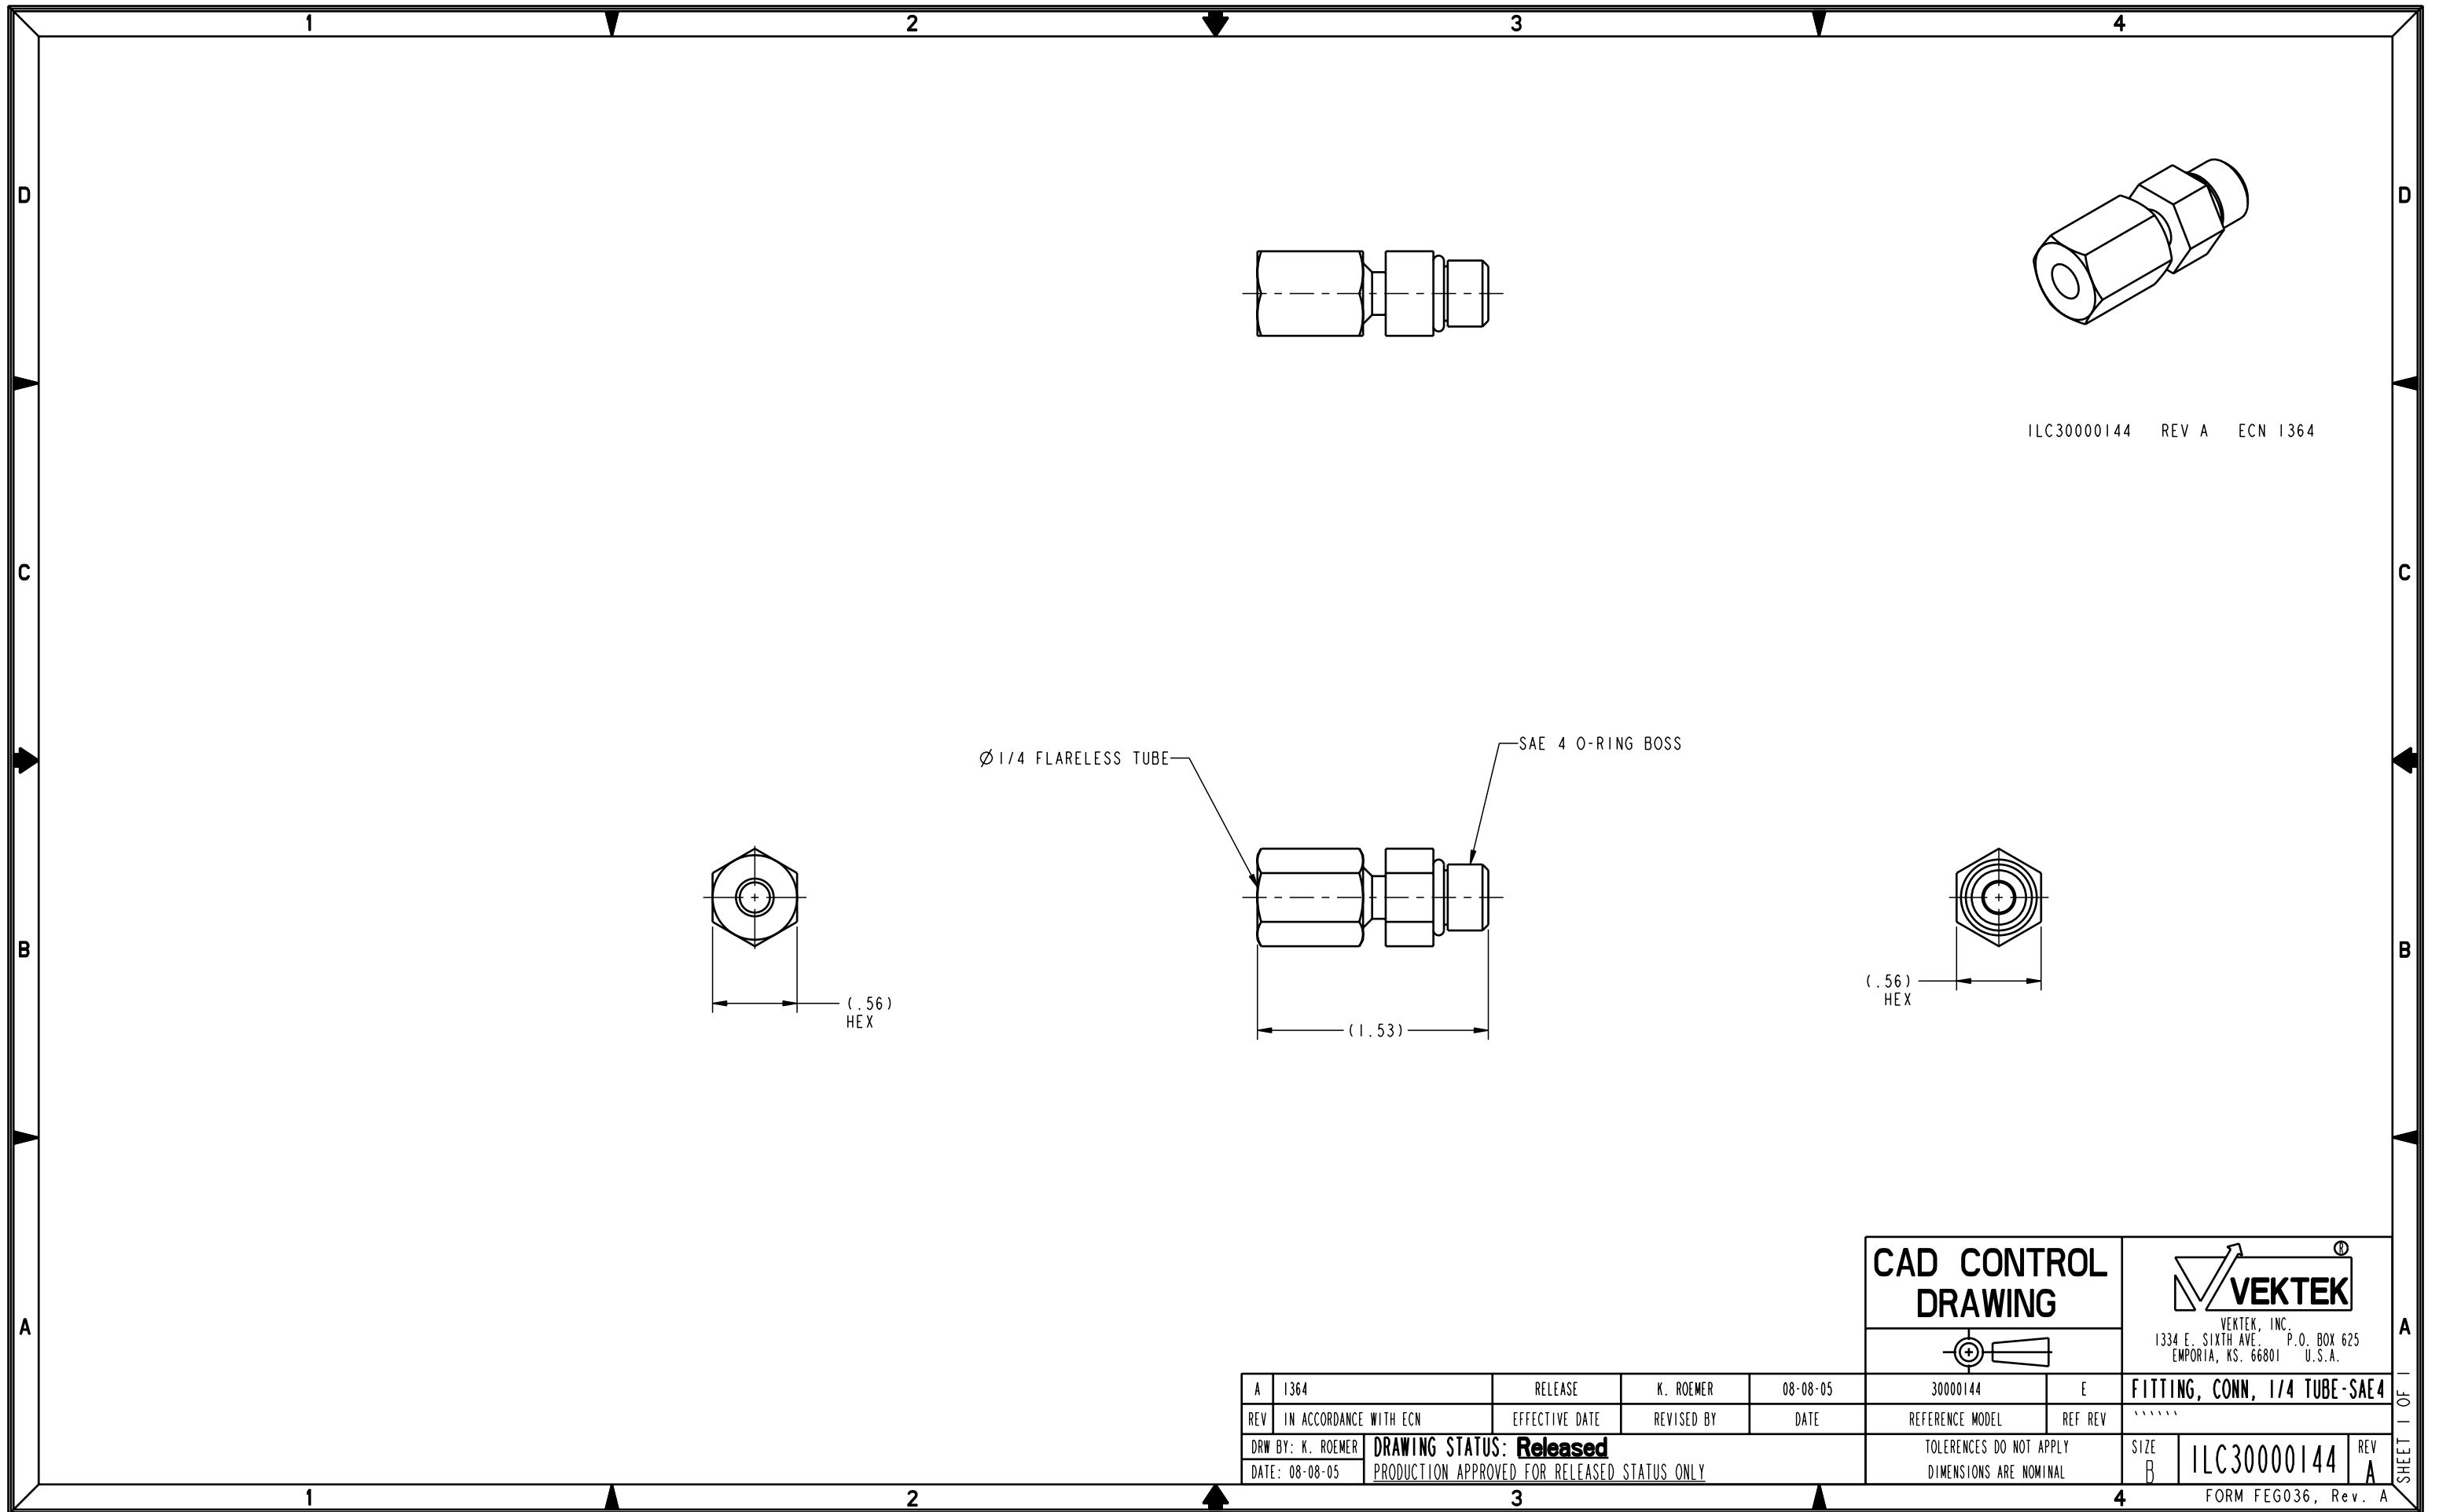 1 2 3 4
D D
ILC30000144 REV A ECN 1364
C C
Ø1/4 FLARELESS TUBE
SAE 4 O-RING BOSS
B B
(.56)
HEX
(1.53)
(.56)
HEX
CAD CONTROL
DRAWING
®
VEKTEK
VEKTEK, INC.
1334 E. SIXTH AVE. P.O. BOX 625
EMPORIA, KS. 66801 U.S.A.
A A
A 1364 RELEASE K. ROEMER 08-08-05 30000144 E FITTING, CONN, 1/4 TUBE-SAE4
REV IN ACCORDANCE WITH ECN EFFECTIVE DATE REVISED BY DATE REFERENCE MODEL REF REV ``````
DRW BY: K. ROEMER
DATE: 08-08-05
DRAWING STATUS: Released
PRODUCTION APPROVED FOR RELEASED STATUS ONLY
TOLERENCES DO NOT APPLY
DIMENSIONS ARE NOMINAL
SIZE
B
ILC30000144
REV
A
SHEET 1 OF 1
FORM FEG036, Rev. A
1 2 3 4